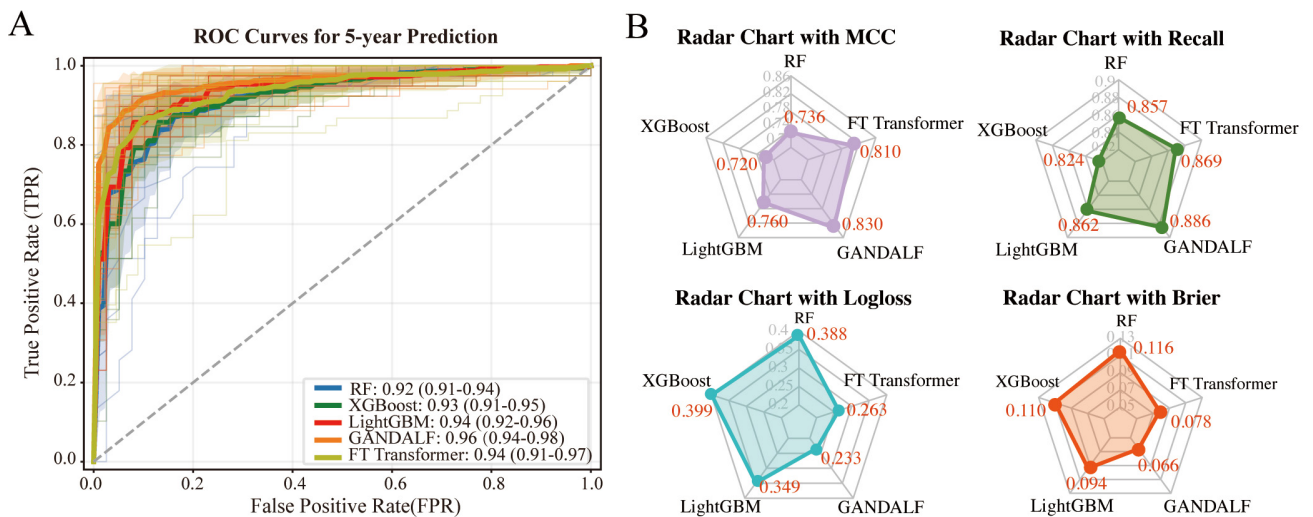 A
ROC Curves for 5-year Prediction
True Positive Rate (TPR)
1.0
0.8
0.6
0.4
0.2
0.0
0.0
0.2
0.4
0.6
0.8
1.0
False Positive Rate(FPR)
RF: 0.92 (0.91-0.94)
XGBoost: 0.93 (0.91-0.95)
LightGBM: 0.94 (0.92-0.96)
GANDALF: 0.96 (0.94-0.98)
FT Transformer: 0.94 (0.91-0.97)
B
Radar Chart with MCC
RF
0.86
0.82
0.78
0.736
FT Transformer
0.810
XGBoost
0.720
0.760
0.830
LightGBM
GANDALF
Radar Chart with Recall
RF
0.9
0.88
0.857
FT Transformer
0.869
XGBoost
0.824
0.862
0.886
LightGBM
GANDALF
Radar Chart with Logloss
RF
0.4
0.35
0.3
0.25
0.2
0.388
XGBoost
FT Transformer
0.399
0.263
0.233
0.349
LightGBM
GANDALF
Radar Chart with Brier
RF
0.13
0.07
0.05
0.116
XGBoost
FT Transformer
0.110
0.078
0.066
0.094
LightGBM
GANDALF